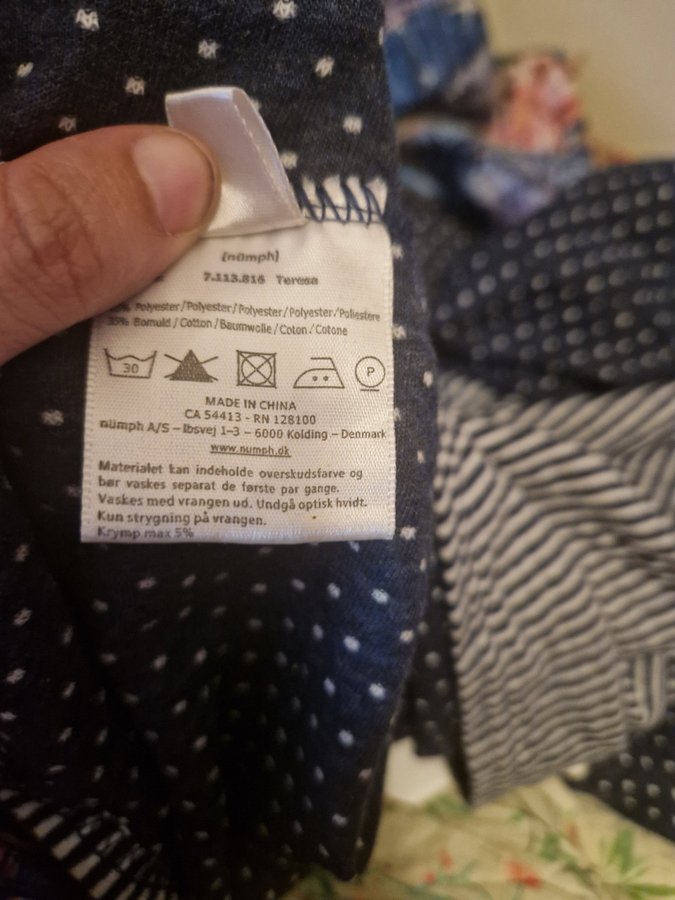 [nümph]
7.113.816 Teresa
% Polyester/Polyester/Polyester/Polyester/Poliestere
35% Bomuld/Cotton/Baumwolle/Coton/Cotone
30
P
MADE IN CHINA
CA 54413 - RN 128100
nümph A/S – Ibsvej 1–3 – 6000 Kolding – Denmark
www.numph.dk
Materialet kan indeholde overskudsfarve og
bør vaskes separat de første par gange.
Vaskes med vrangen ud. Undgå optisk hvidt.
Kun strygning på vrangen.
Krymp max 5%